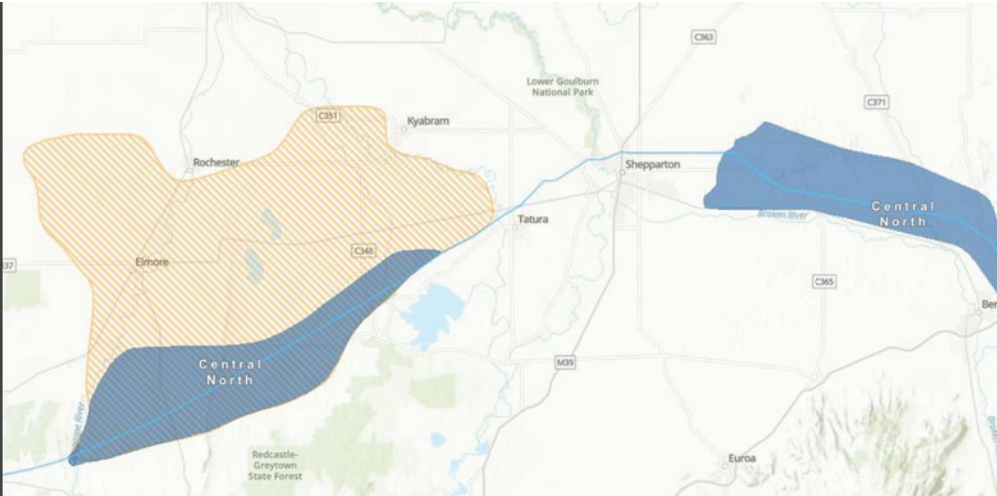 C363
Lower Goulburn
National Park
C371
C351
Kyabram
Rochester
Shepparton
Central
North
Broken River
Tatura
C348
Elmore
C365
Central
North
M39
Redcastle-
Greytown
State Forest
Euroa